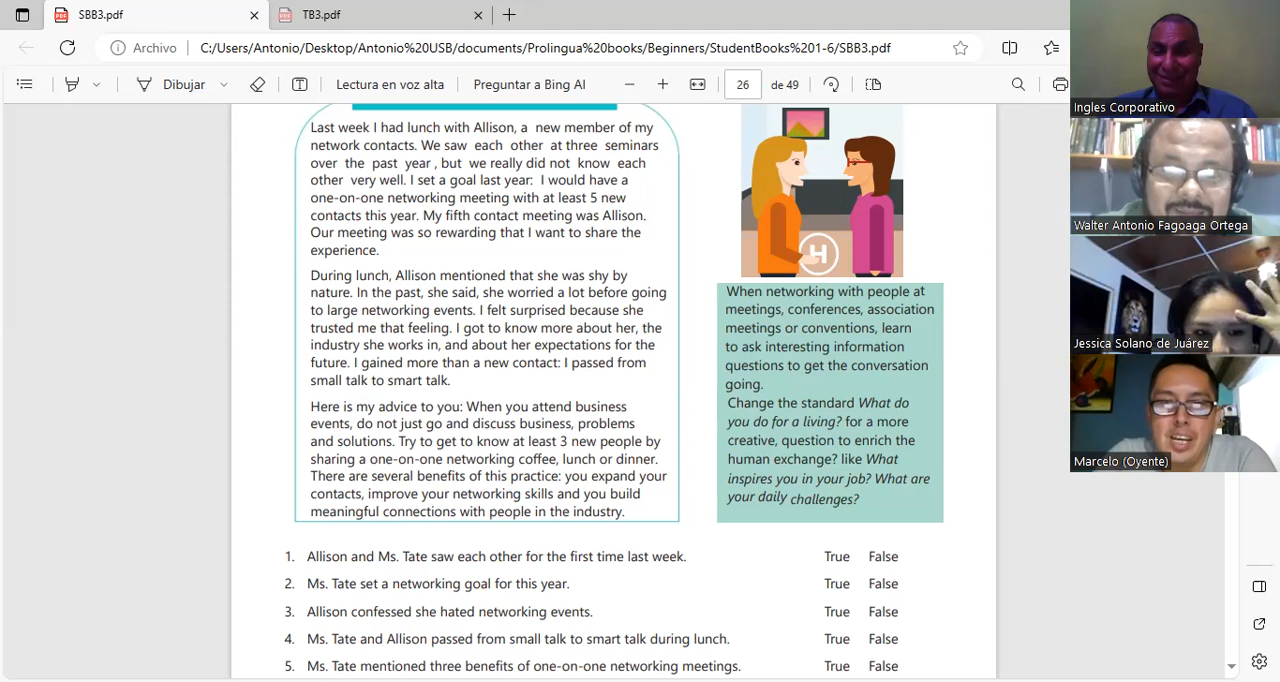 SBB3.pdf
TB3.pdf
Archivo
C:/Users/Antonio/Desktop/Antonio%20USB/documents/Prolingua%20books/Beginners/StudentBooks%201-6/SBB3.pdf
Dibujar
Lectura en voz alta
Preguntar a Bing AI
26
de 49
Last week I had lunch with Allison, a new member of my
network contacts. We saw each other at three seminars
over the past year , but we really did not know each
other very well. I set a goal last year: I would have a
one-on-one networking meeting with at least 5 new
contacts this year. My fifth contact meeting was Allison.
Our meeting was so rewarding that I want to share the
experience.
During lunch, Allison mentioned that she was shy by
nature. In the past, she said, she worried a lot before going
to large networking events. I felt surprised because she
trusted me that feeling. I got to know more about her, the
industry she works in, and about her expectations for the
future. I gained more than a new contact: I passed from
small talk to smart talk.
Here is my advice to you: When you attend business
events, do not just go and discuss business, problems
and solutions. Try to get to know at least 3 new people by
sharing a one-on-one networking coffee, lunch or dinner.
There are several benefits of this practice: you expand your
contacts, improve your networking skills and you build
meaningful connections with people in the industry.
H
When networking with people at
meetings, conferences, association
meetings or conventions, learn
to ask interesting information
questions to get the conversation
going.
Change the standard What do
you do for a living? for a more
creative, question to enrich the
human exchange? like What
inspires you in your job? What are
your daily challenges?
1. Allison and Ms. Tate saw each other for the first time last week. True False
2. Ms. Tate set a networking goal for this year. True False
3. Allison confessed she hated networking events. True False
4. Ms. Tate and Allison passed from small talk to smart talk during lunch. True False
5. Ms. Tate mentioned three benefits of one-on-one networking meetings. True False
Ingles Corporativo
Walter Antonio Fagoaga Ortega
Jessica Solano de Juárez
Marcelo (Oyente)